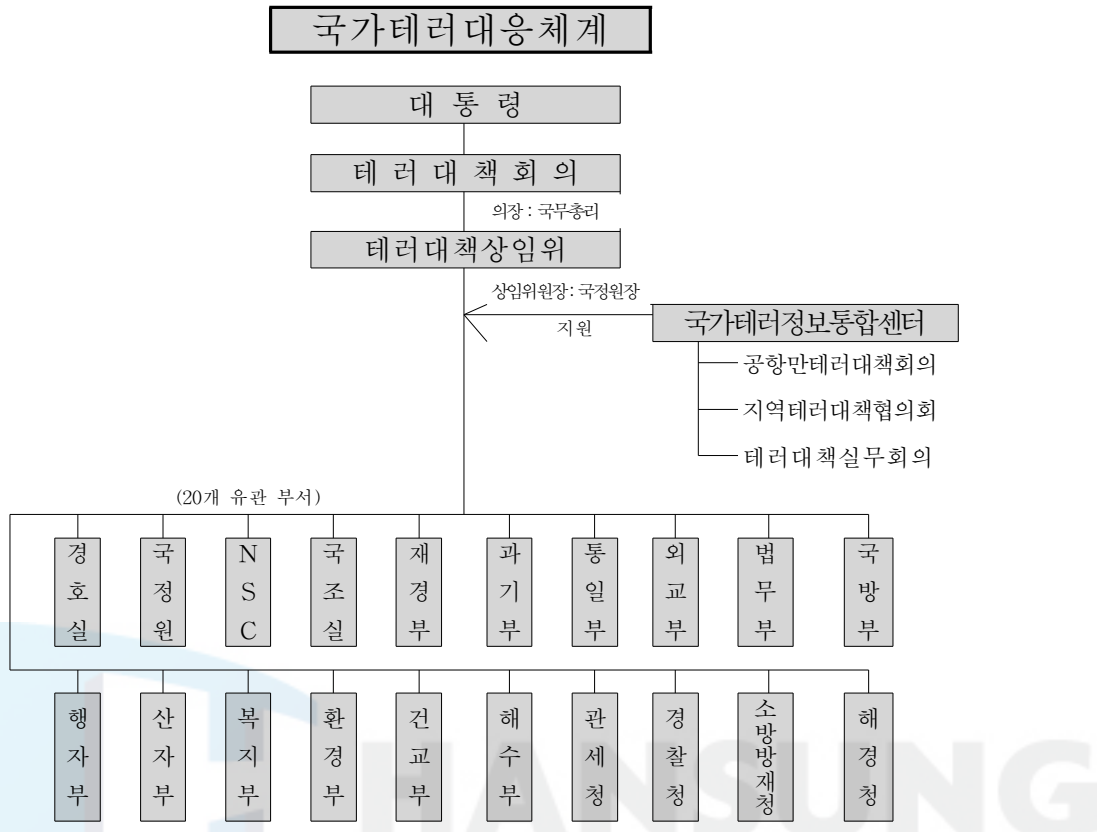 국가테러대응체계
대 통 령
테 러 대 책 회 의
의장 : 국무총리
테러대책상임위
상임위원장 : 국정원장
지원
국가테러정보통합센터
공항만테러대책회의
지역테러대책협의회
테러대책실무회의
(20개 유관 부서)
경호실
국정원
NSC
국조실
재경부
과기부
통일부
외교부
법무부
국방부
행자부
산자부
복지부
환경부
건교부
해수부
관세청
경찰청
소방방재청
해경청
HANSUNG